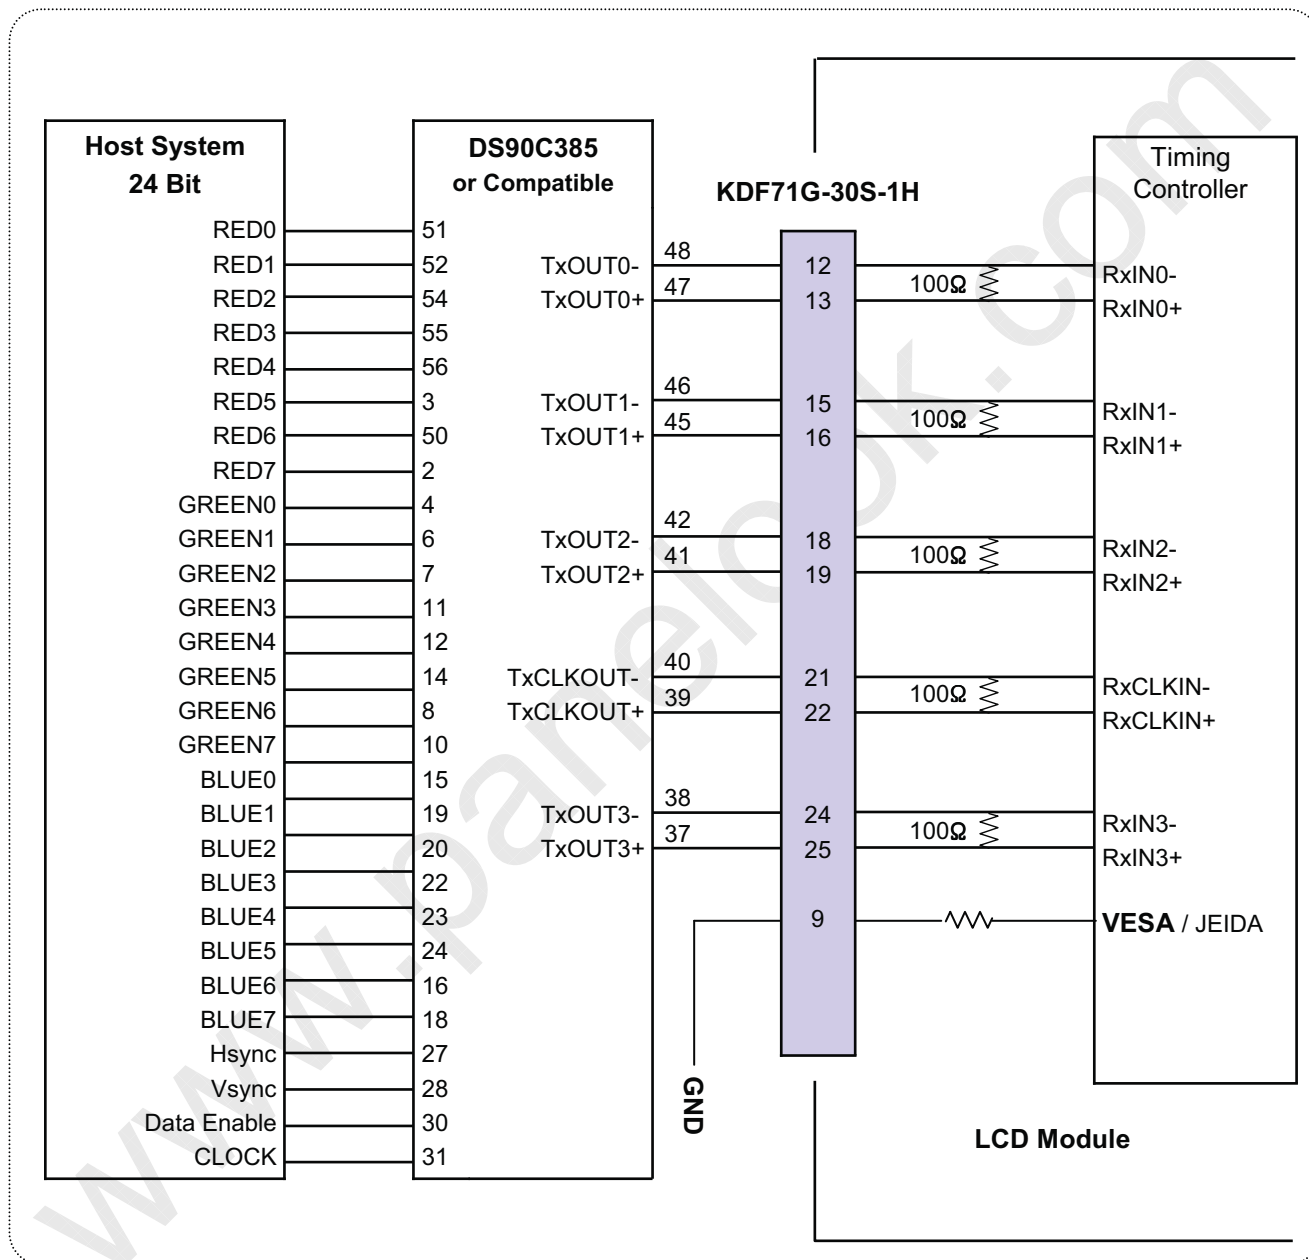 Host System
24 Bit
RED0
RED1
RED2
RED3
RED4
RED5
RED6
RED7
GREEN0
GREEN1
GREEN2
GREEN3
GREEN4
GREEN5
GREEN6
GREEN7
BLUE0
BLUE1
BLUE2
BLUE3
BLUE4
BLUE5
BLUE6
BLUE7
Hsync
Vsync
Data Enable
CLOCK
DS90C385
or Compatible
51
52
54
55
56
3
50
2
4
6
7
11
12
14
8
10
15
19
20
22
23
24
16
18
27
28
30
31
TxOUT0-
TxOUT0+
TxOUT1-
TxOUT1+
TxOUT2-
TxOUT2+
TxCLKOUT-
TxCLKOUT+
TxOUT3-
TxOUT3+
48
47
46
45
42
41
40
39
38
37
GND
KDF71G-30S-1H
12
13
15
16
18
19
21
22
24
25
9
100Ω
100Ω
100Ω
100Ω
100Ω
Timing
Controller
RxIN0-
RxIN0+
RxIN1-
RxIN1+
RxIN2-
RxIN2+
RxCLKIN-
RxCLKIN+
RxIN3-
RxIN3+
VESA / JEIDA
LCD Module
www.panelook.com